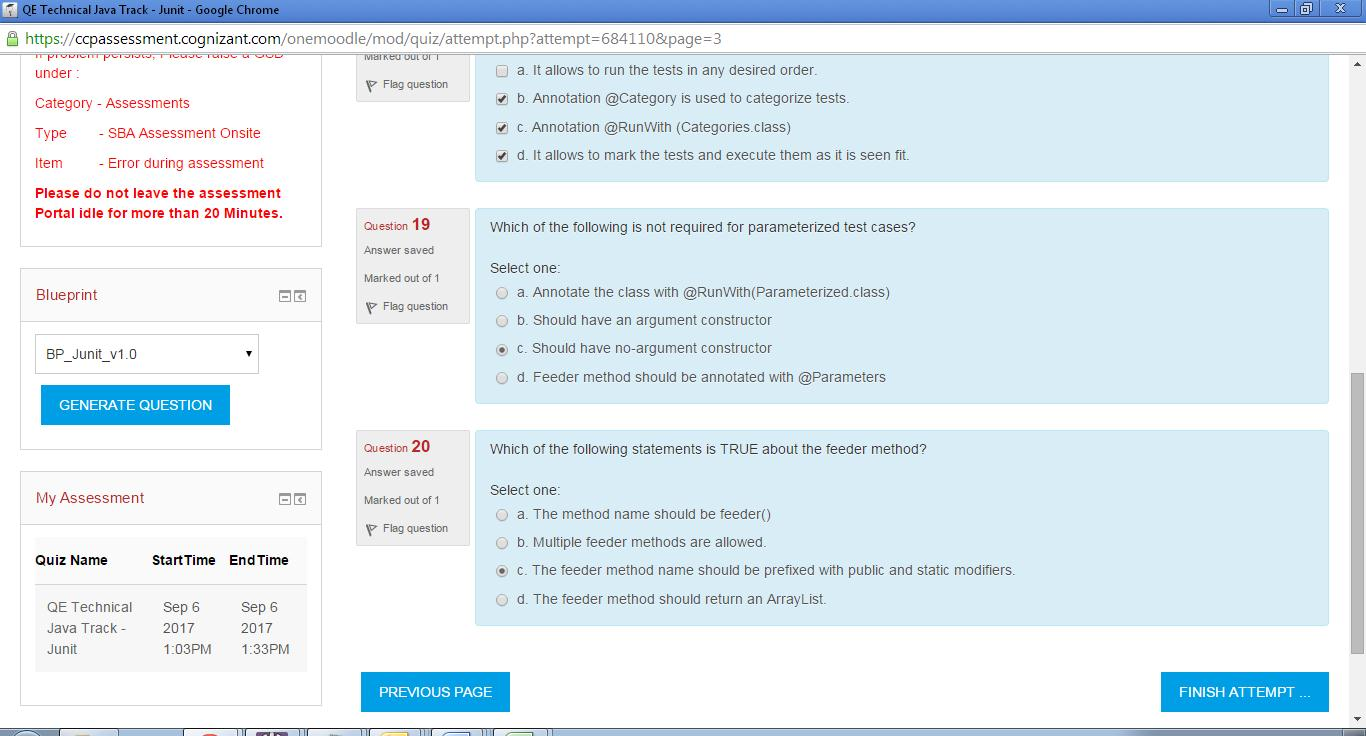 QE Technical Java Track - Junit - Google Chrome
https://ccpassessment.cognizant.com/onemoodle/mod/quiz/attempt.php?attempt=684110&page=3
If problem persists, Please raise a GSD
under :
Category - Assessments
Type - SBA Assessment Onsite
Item - Error during assessment
Please do not leave the assessment
Portal idle for more than 20 Minutes.
Blueprint
BP_Junit_v1.0
GENERATE QUESTION
My Assessment
Quiz Name StartTime EndTime
QE Technical Sep 6 Sep 6
Java Track - 2017 2017
Junit 1:03PM 1:33PM
Marked out of 1
Flag question
a. It allows to run the tests in any desired order.
b. Annotation @Category is used to categorize tests.
c. Annotation @RunWith (Categories.class)
d. It allows to mark the tests and execute them as it is seen fit.
Question 19
Answer saved
Marked out of 1
Flag question
Which of the following is not required for parameterized test cases?
Select one:
a. Annotate the class with @RunWith(Parameterized.class)
b. Should have an argument constructor
c. Should have no-argument constructor
d. Feeder method should be annotated with @Parameters
Question 20
Answer saved
Marked out of 1
Flag question
Which of the following statements is TRUE about the feeder method?
Select one:
a. The method name should be feeder()
b. Multiple feeder methods are allowed.
c. The feeder method name should be prefixed with public and static modifiers.
d. The feeder method should return an ArrayList.
PREVIOUS PAGE
FINISH ATTEMPT ...